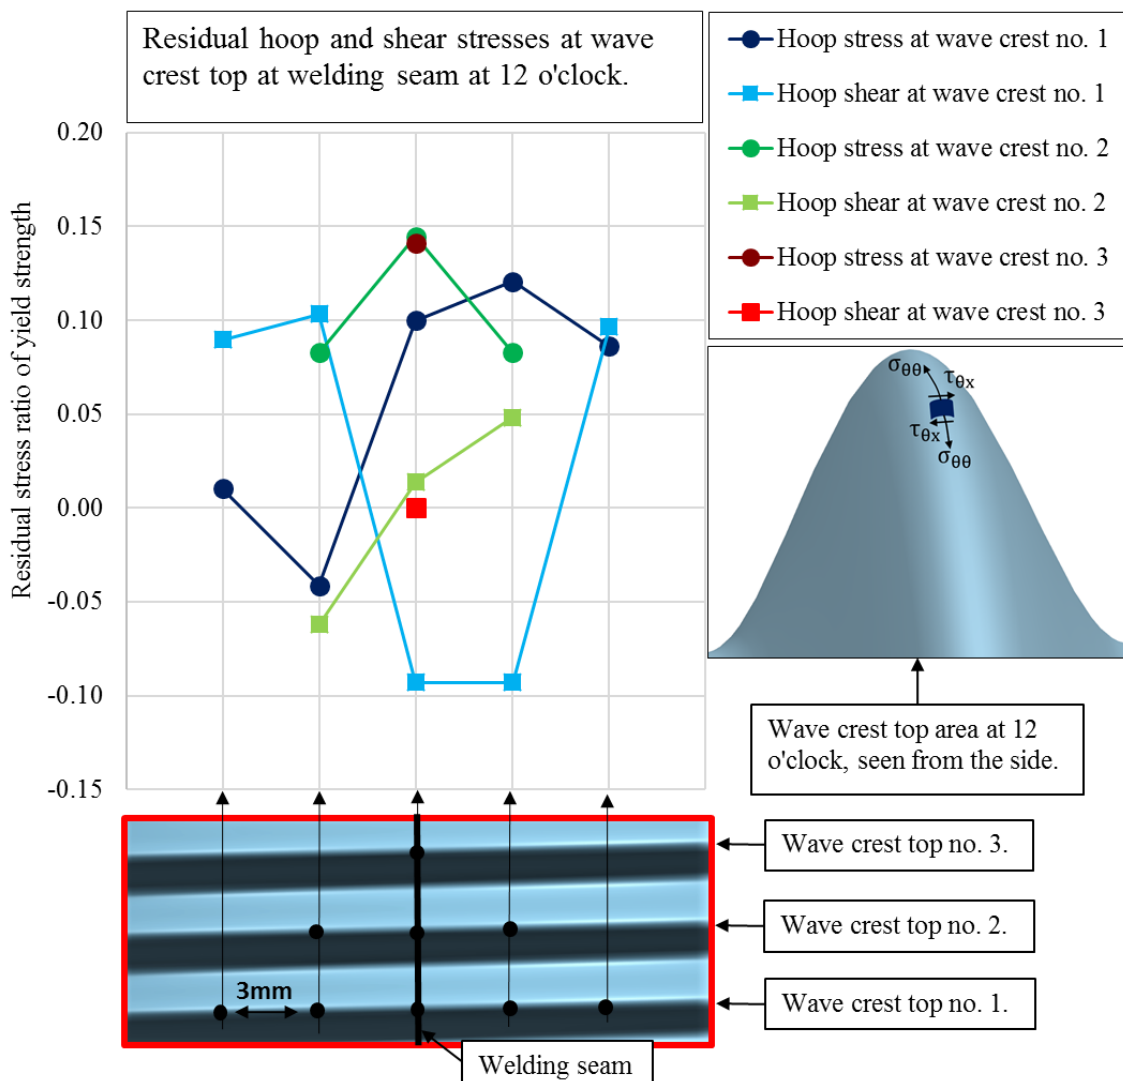 Residual hoop and shear stresses at wave
crest top at welding seam at 12 o'clock.
Hoop stress at wave crest no. 1
Hoop shear at wave crest no. 1
Hoop stress at wave crest no. 2
Hoop shear at wave crest no. 2
Hoop stress at wave crest no. 3
Hoop shear at wave crest no. 3
Residual stress ratio of yield strength
0.20
0.15
0.10
0.05
0.00
-0.05
-0.10
-0.15
σθθ
τθx
τθx
σθθ
Wave crest top area at 12
o'clock, seen from the side.
Wave crest top no. 3.
Wave crest top no. 2.
3mm
Wave crest top no. 1.
Welding seam